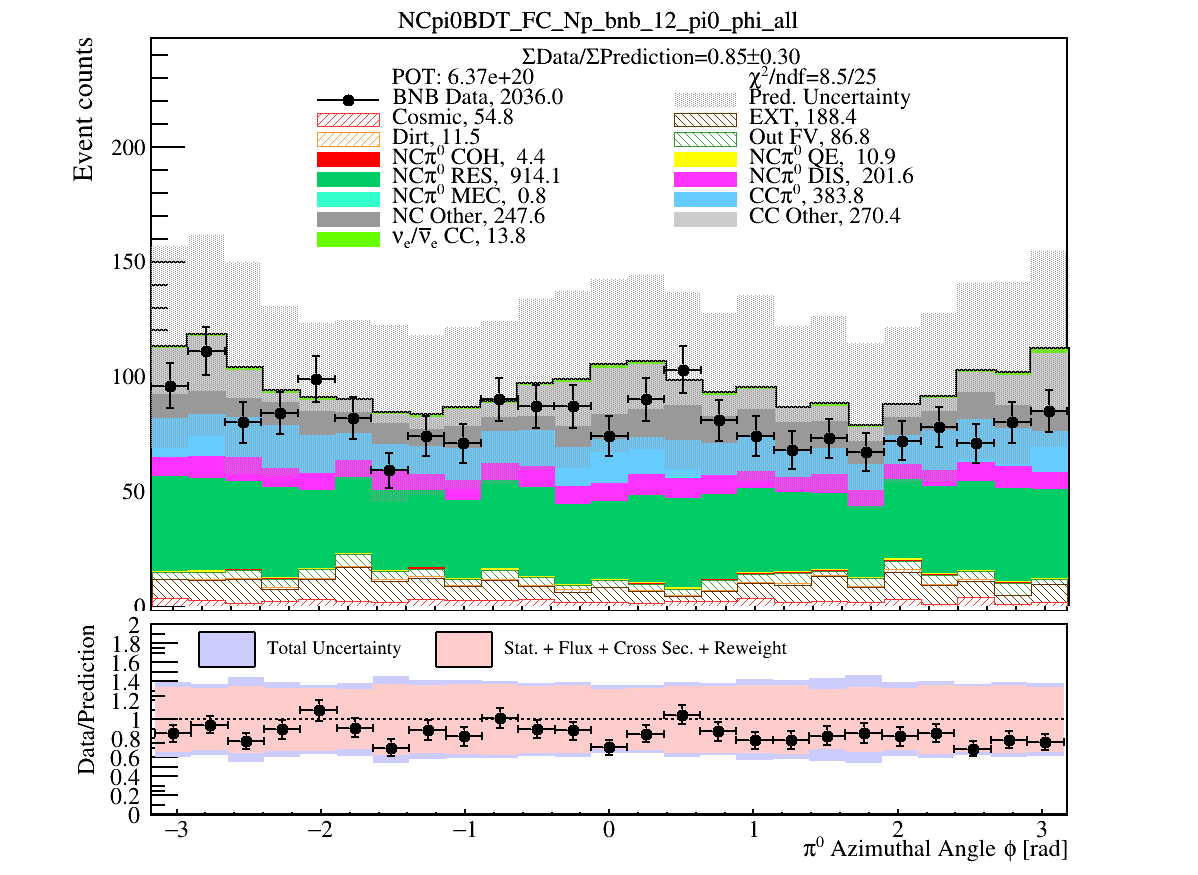 NCpi0BDT_FC_Np_bnb_12_pi0_phi_all
ΣData/ΣPrediction=0.85±0.30
POT: 6.37e+20
χ²/ndf=8.5/25
BNB Data, 2036.0
Pred. Uncertainty
Cosmic, 54.8
EXT, 188.4
Dirt, 11.5
Out FV, 86.8
NCπ⁰ COH, 4.4
NCπ⁰ QE, 10.9
NCπ⁰ RES, 914.1
NCπ⁰ DIS, 201.6
NCπ⁰ MEC, 0.8
CCπ⁰, 383.8
NC Other, 247.6
CC Other, 270.4
νₑ/ν̅ₑ CC, 13.8
Event counts
200
150
100
50
0
Total Uncertainty
Stat. + Flux + Cross Sec. + Reweight
Data/Prediction
2
1.8
1.6
1.4
1.2
1
0.8
0.6
0.4
0.2
0
−3 −2 −1 0 1 2 3
π⁰ Azimuthal Angle ϕ [rad]